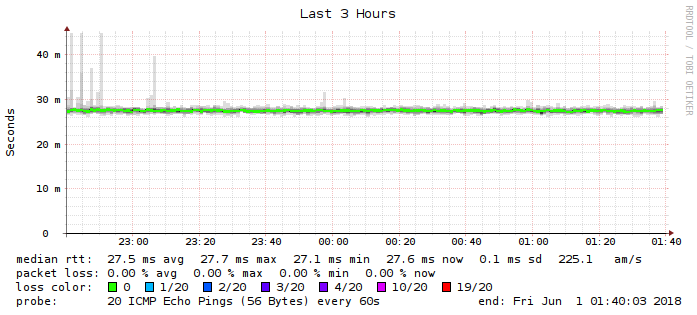 Last 3 Hours
RRDTOOL / TOBI OETIKER
Seconds
40 m
30 m
20 m
10 m
0
23:00 23:20 23:40 00:00 00:20 00:40 01:00 01:20 01:40
median rtt: 27.5 ms avg 27.7 ms max 27.1 ms min 27.6 ms now 0.1 ms sd 225.1 am/s
packet loss: 0.00 % avg 0.00 % max 0.00 % min 0.00 % now
loss color: 0 1/20 2/20 3/20 4/20 10/20 19/20
probe: 20 ICMP Echo Pings (56 Bytes) every 60s end: Fri Jun 1 01:40:03 2018